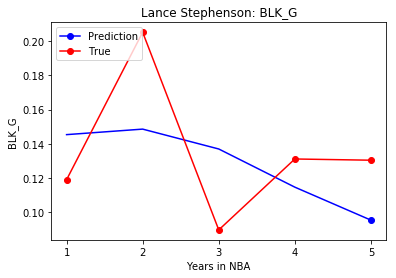 Lance Stephenson: BLK_G
Prediction
True
0.20
0.18
0.16
0.14
0.12
0.10
BLK_G
1 2 3 4 5
Years in NBA